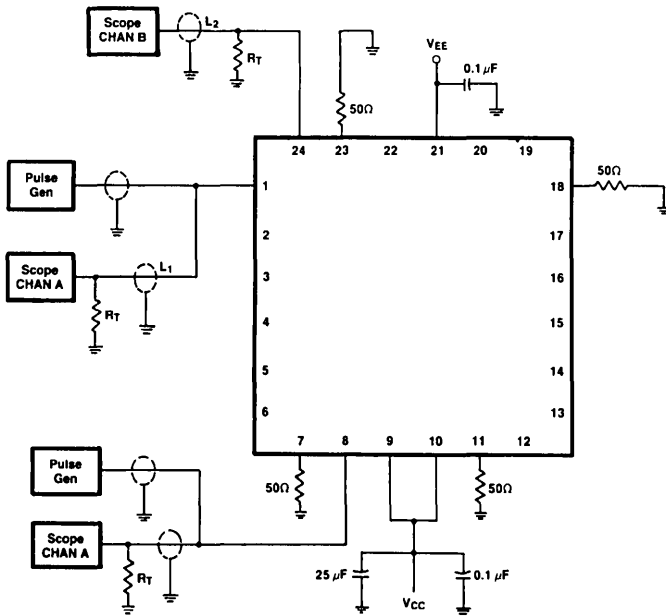 Scope
CHAN B
L2
RT
VEE
0.1 µF
50Ω
24 23 22 21 20 19
Pulse
Gen
1
18
50Ω
2
17
Scope
CHAN A
L1
3
16
RT
4
15
5
14
6
13
7 8 9 10 11 12
Pulse
Gen
50Ω
50Ω
Scope
CHAN A
RT
25 µF
0.1 µF
VCC